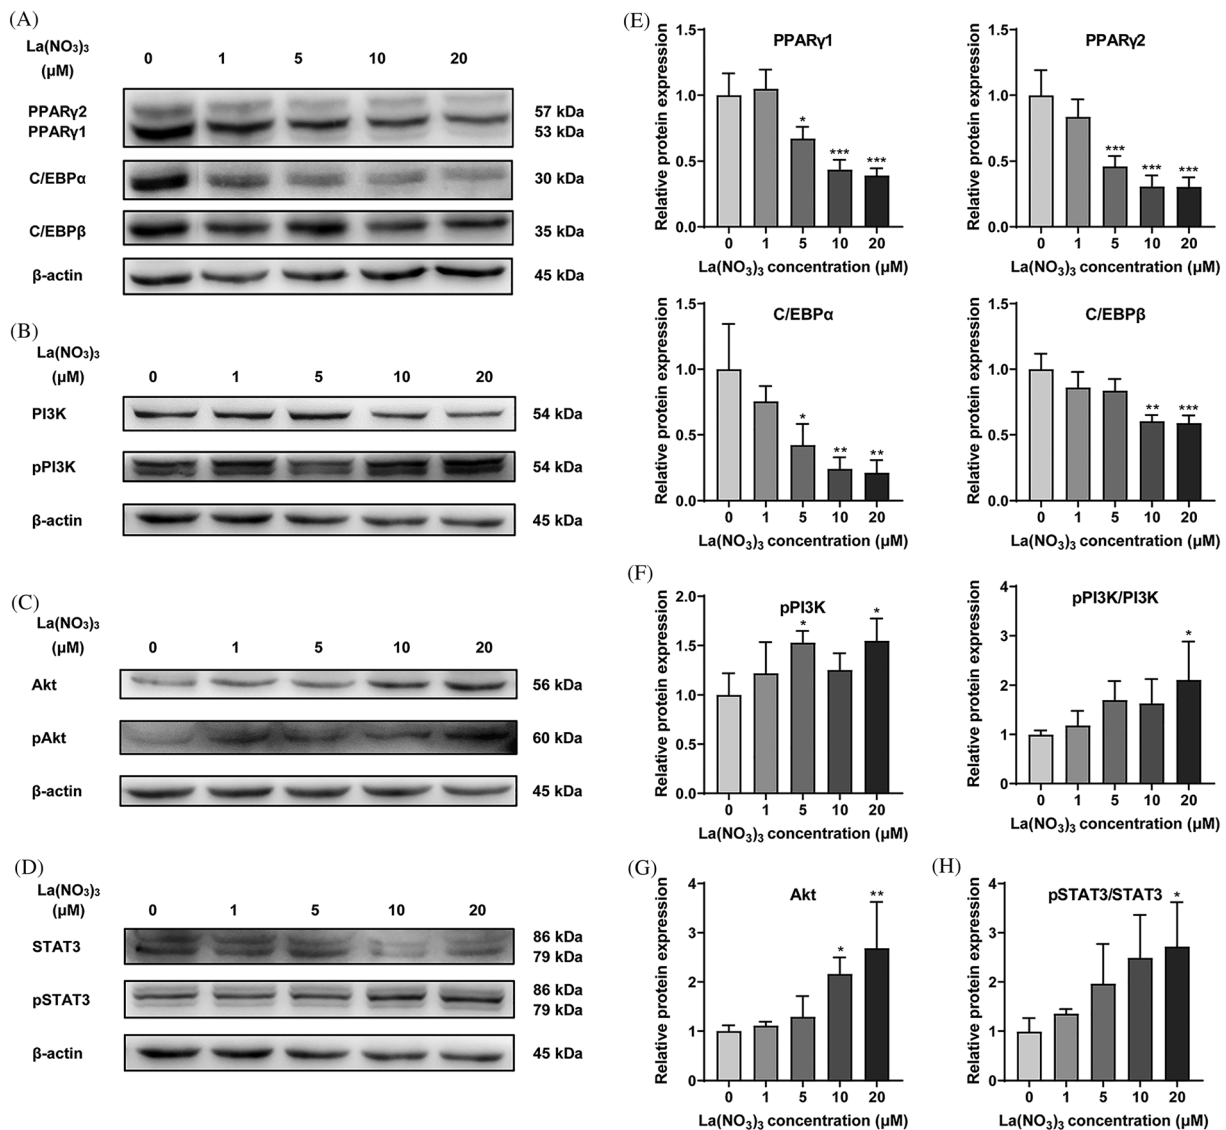 (A)
La(NO₃)₃
(µM)
0 1 5 10 20
PPARγ2 57 kDa
PPARγ1 53 kDa
C/EBPα 30 kDa
C/EBPβ 35 kDa
β-actin 45 kDa
(B)
La(NO₃)₃
(µM)
0 1 5 10 20
PI3K 54 kDa
pPI3K 54 kDa
β-actin 45 kDa
(C)
La(NO₃)₃
(µM)
0 1 5 10 20
Akt 56 kDa
pAkt 60 kDa
β-actin 45 kDa
(D)
La(NO₃)₃
(µM)
0 1 5 10 20
STAT3 86 kDa
79 kDa
pSTAT3 86 kDa
79 kDa
β-actin 45 kDa
(E)
PPARγ1
Relative protein expression
1.5
1.0
0.5
0.0
* *** ***
0 1 5 10 20
La(NO₃)₃ concentration (µM)
PPARγ2
Relative protein expression
1.5
1.0
0.5
0.0
*** *** ***
0 1 5 10 20
La(NO₃)₃ concentration (µM)
C/EBPα
Relative protein expression
1.5
1.0
0.5
0.0
* ** **
0 1 5 10 20
La(NO₃)₃ concentration (µM)
C/EBPβ
Relative protein expression
1.5
1.0
0.5
0.0
** ***
0 1 5 10 20
La(NO₃)₃ concentration (µM)
(F)
pPI3K
Relative protein expression
2.0
1.5
1.0
0.5
0.0
* *
0 1 5 10 20
La(NO₃)₃ concentration (µM)
pPI3K/PI3K
Relative protein expression
4
3
2
1
0
*
0 1 5 10 20
La(NO₃)₃ concentration (µM)
(G)
Akt
Relative protein expression
4
3
2
1
0
* **
0 1 5 10 20
La(NO₃)₃ concentration (µM)
(H)
pSTAT3/STAT3
Relative protein expression
4
3
2
1
0
*
0 1 5 10 20
La(NO₃)₃ concentration (µM)